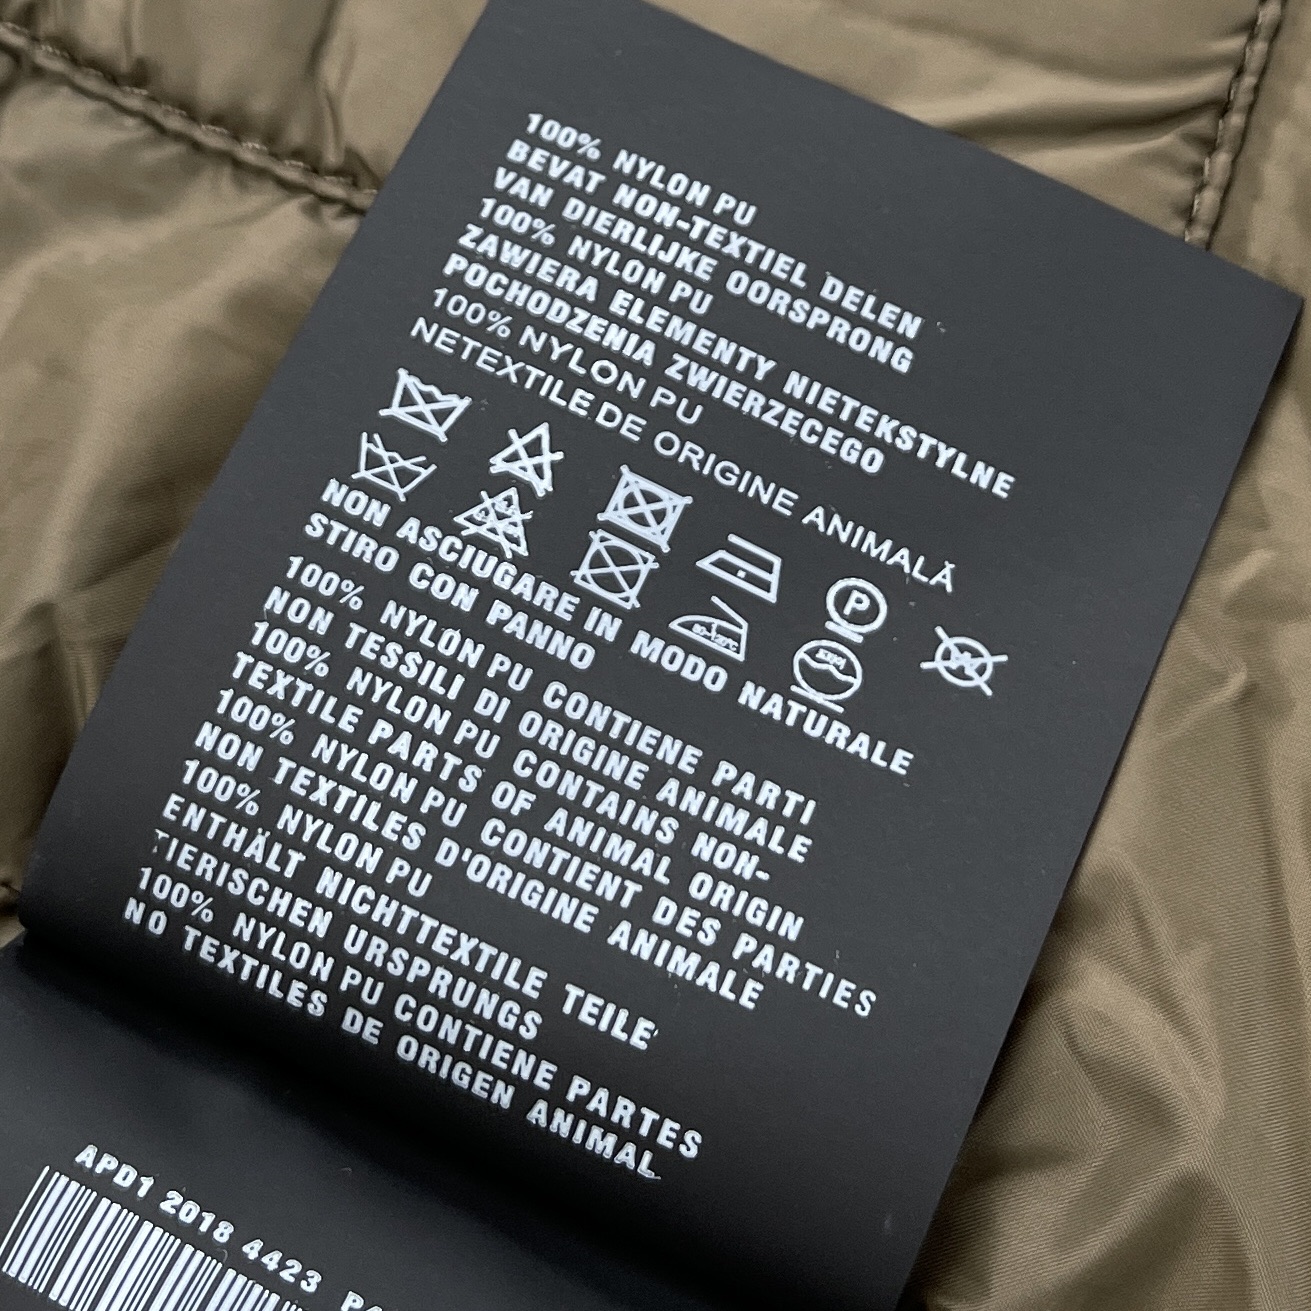 100% NYLON PU
BEVAT NON-TEXTIEL DELEN
VAN DIERLIJKE OORSPRONG
100% NYLON PU
ZAWIERA ELEMENTY NIETEKSTYLNE
POCHODZENIA ZWIERZECEGO
100% NYLON PU
NETEXTILE DE ORIGINE ANIMALĂ
P
80-120°C
NON ASCIUGARE IN MODO NATURALE
STIRO CON PANNO
100% NYLON PU CONTIENE PARTI
NON TESSILI DI ORIGINE ANIMALE
100% NYLON PU CONTAINS NON-
TEXTILE PARTS OF ANIMAL ORIGIN
100% NYLON PU CONTIENT DES PARTIES
NON TEXTILES D'ORIGINE ANIMALE
100% NYLON PU
ENTHÄLT NICHTTEXTILE TEILE
TIERISCHEN URSPRUNGS
100% NYLON PU CONTIENE PARTES
NO TEXTILES DE ORIGEN ANIMAL
APD1 2018 4423